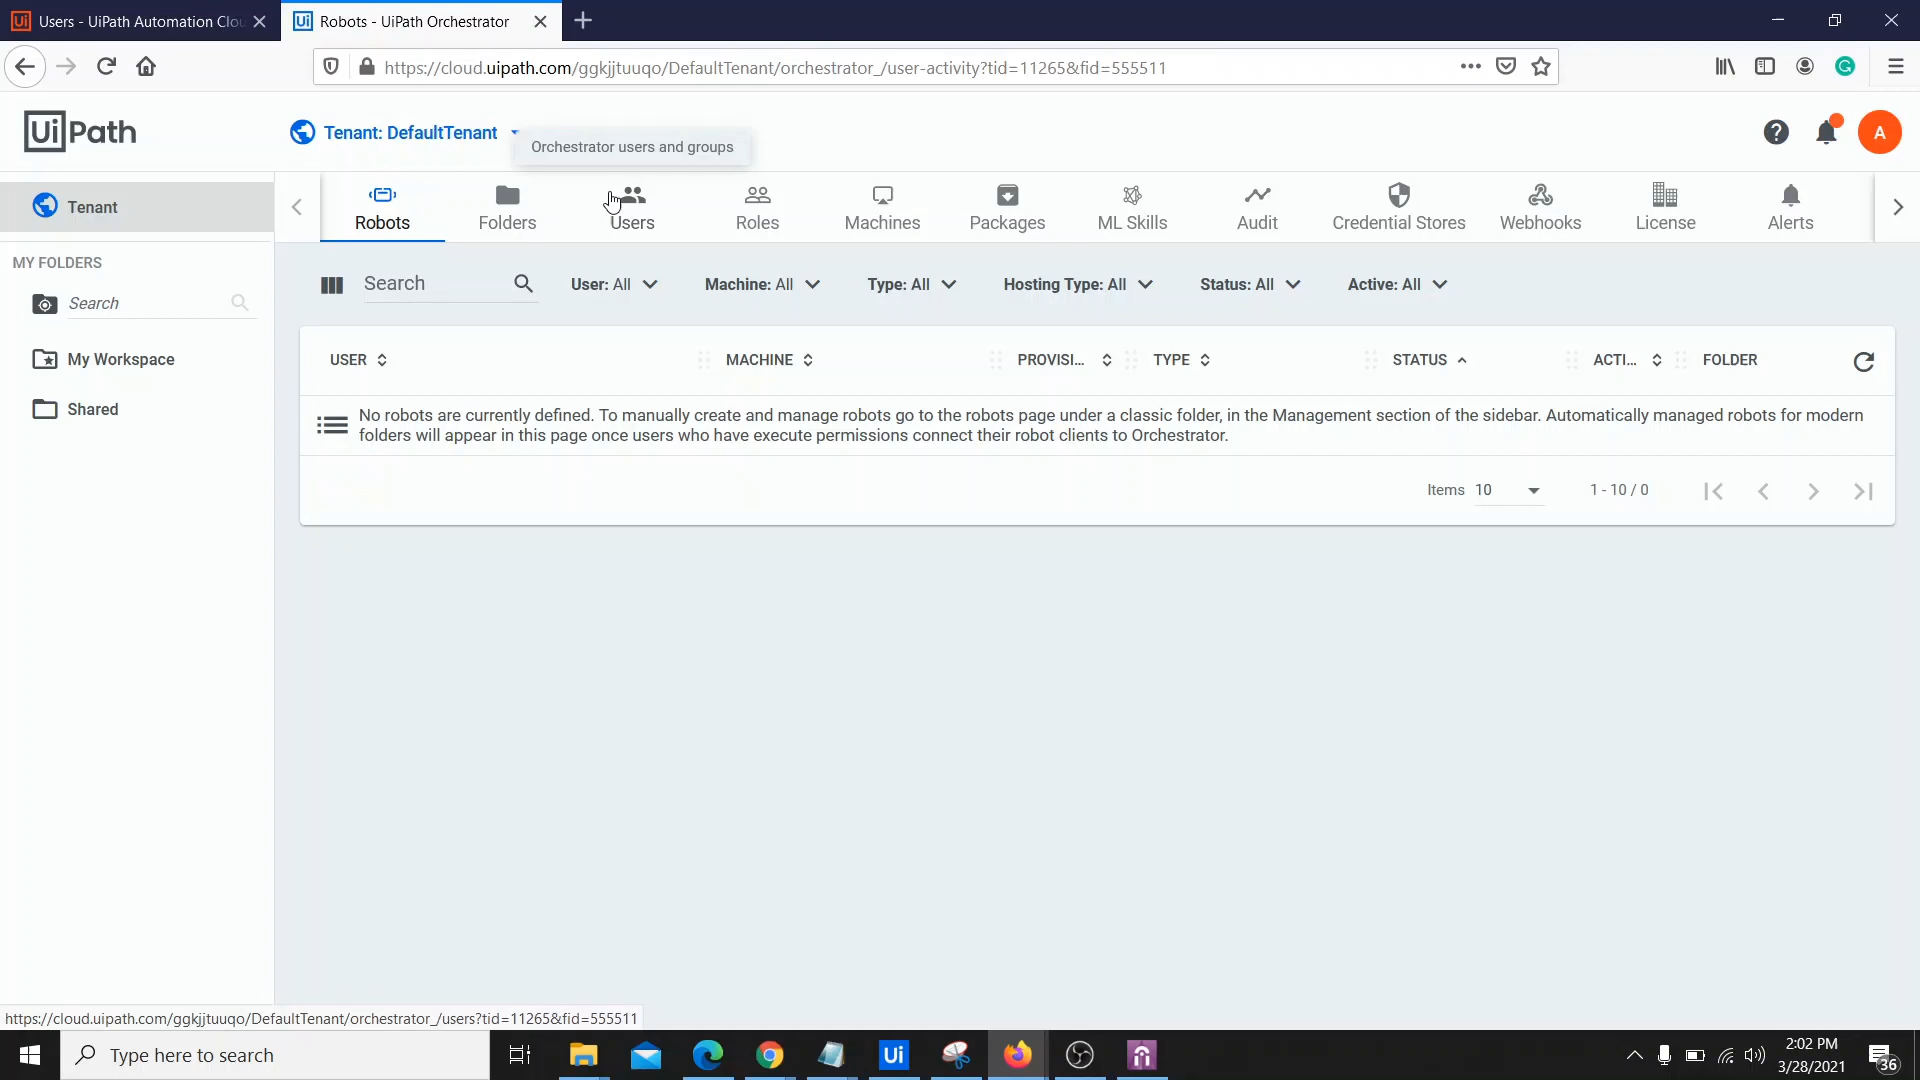 Users - UiPath Automation Clou
Robots - UiPath Orchestrator
https://cloud.uipath.com/ggkjjtuuqo/DefaultTenant/orchestrator_/user-activity?tid=11265&fid=555511
UiPath
Tenant: DefaultTenant
Orchestrator users and groups
A
Tenant
Robots
Folders
Users
Roles
Machines
Packages
ML Skills
Audit
Credential Stores
Webhooks
License
Alerts
MY FOLDERS
Search
My Workspace
Shared
Search
User: All
Machine: All
Type: All
Hosting Type: All
Status: All
Active: All
USER
MACHINE
PROVISI...
TYPE
STATUS
ACTI...
FOLDER
No robots are currently defined. To manually create and manage robots go to the robots page under a classic folder, in the Management section of the sidebar. Automatically managed robots for modern
folders will appear in this page once users who have execute permissions connect their robot clients to Orchestrator.
Items 10
1 - 10 / 0
https://cloud.uipath.com/ggkjjtuuqo/DefaultTenant/orchestrator_/users?tid=11265&fid=555511
Type here to search
Ui
2:02 PM
3/28/2021
36